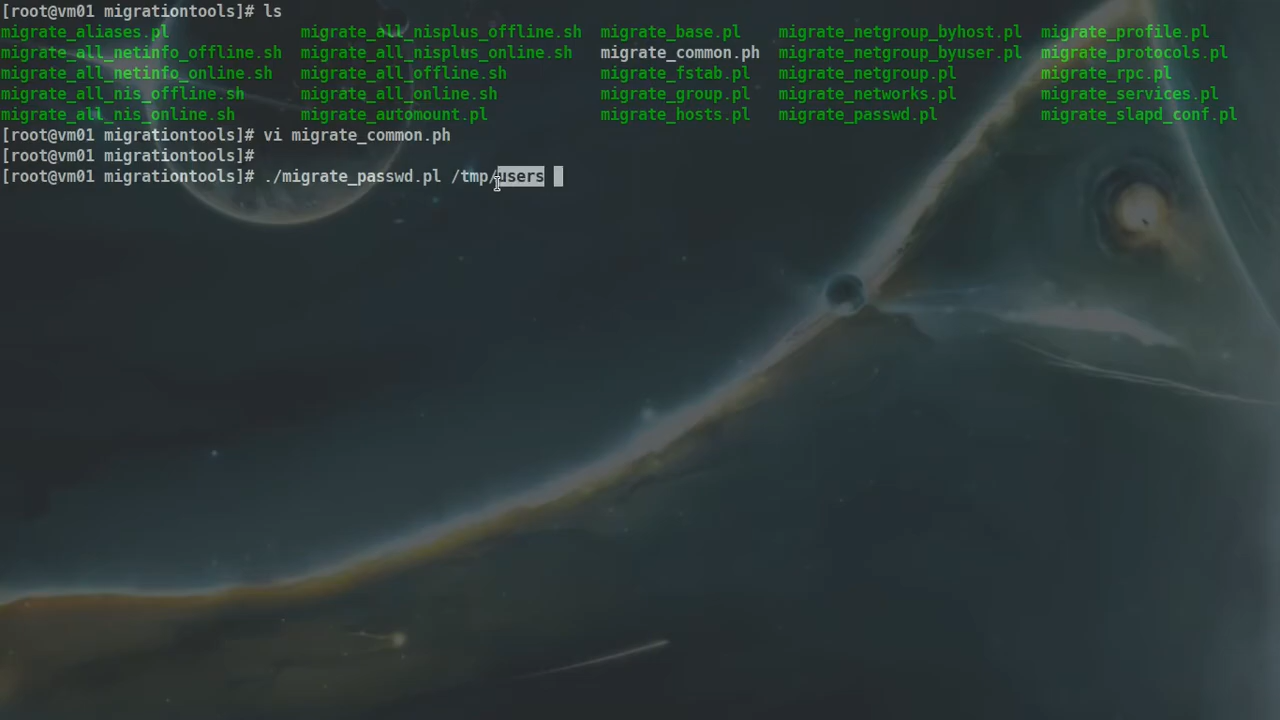 [root@vm01 migrationtools]# ls
migrate_aliases.pl migrate_all_nisplus_offline.sh migrate_base.pl migrate_netgroup_byhost.pl migrate_profile.pl
migrate_all_netinfo_offline.sh migrate_all_nisplus_online.sh migrate_common.ph migrate_netgroup_byuser.pl migrate_protocols.pl
migrate_all_netinfo_online.sh migrate_all_offline.sh migrate_fstab.pl migrate_netgroup.pl migrate_rpc.pl
migrate_all_nis_offline.sh migrate_all_online.sh migrate_group.pl migrate_networks.pl migrate_services.pl
migrate_all_nis_online.sh migrate_automount.pl migrate_hosts.pl migrate_passwd.pl migrate_slapd_conf.pl
[root@vm01 migrationtools]# vi migrate_common.ph
[root@vm01 migrationtools]#
[root@vm01 migrationtools]# ./migrate_passwd.pl /tmp/users